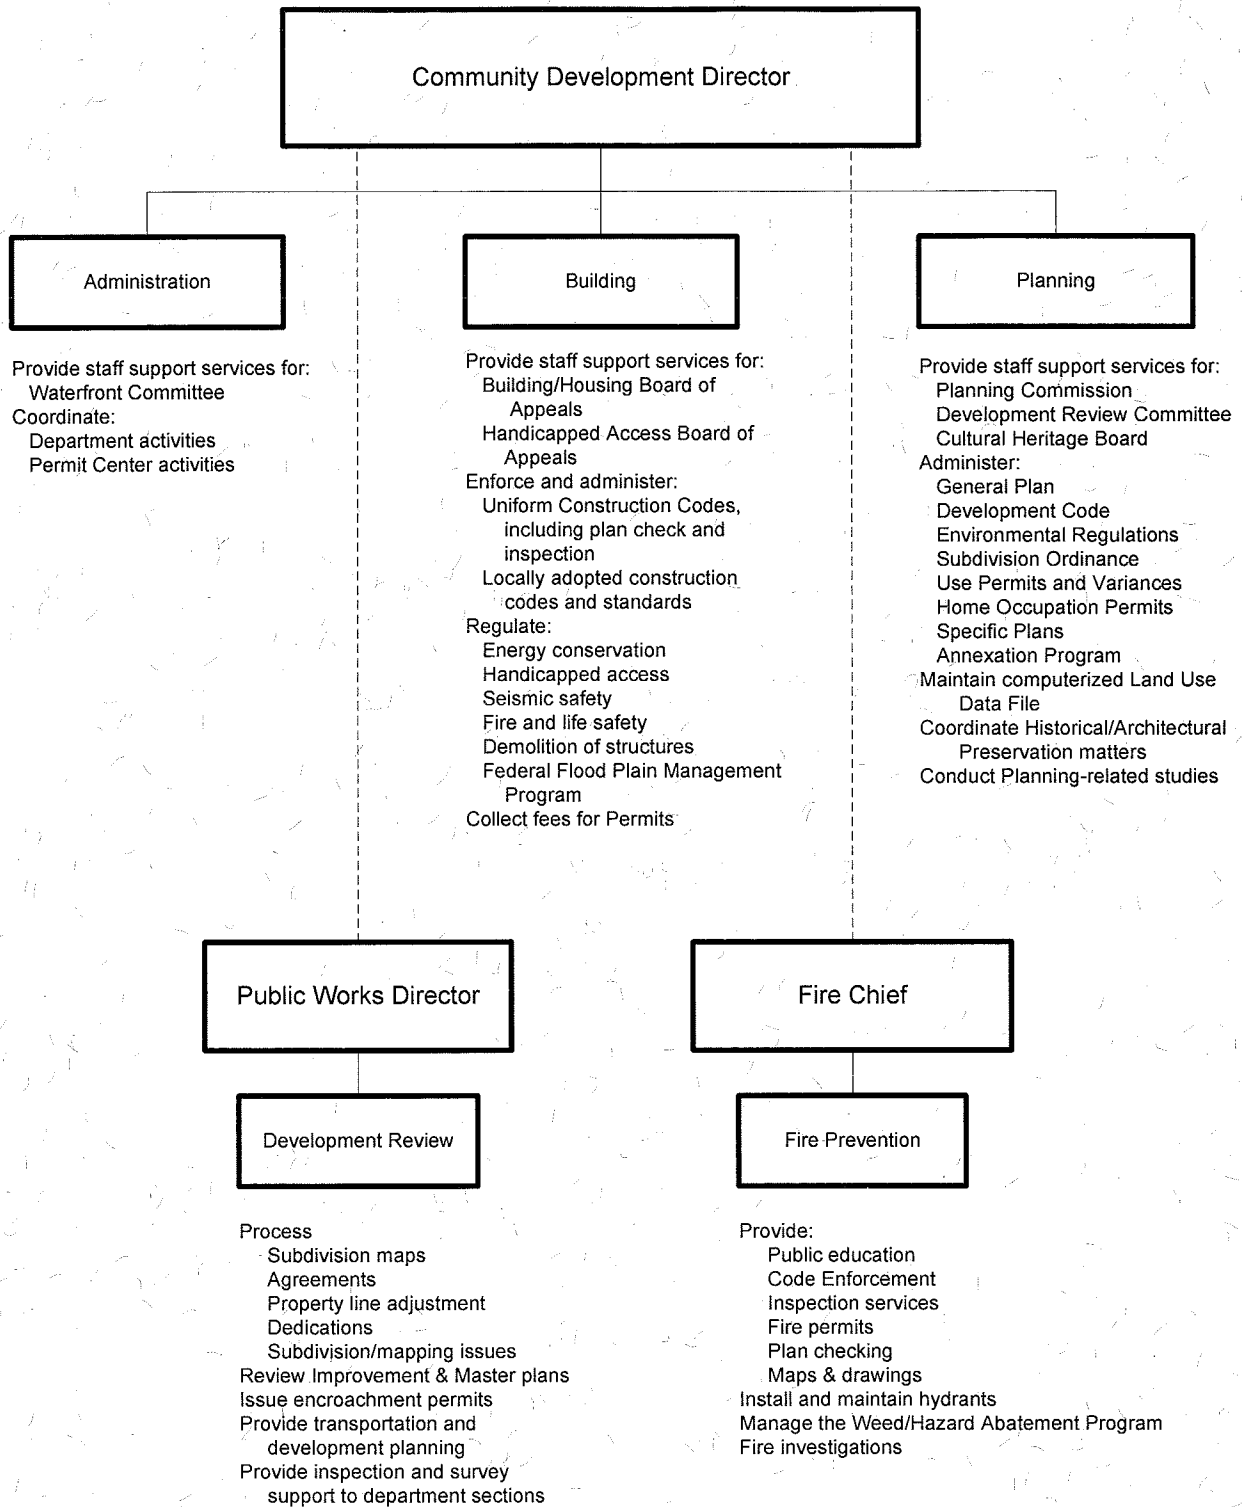 Community Development Director
Administration
Provide staff support services for:
Waterfront Committee
Coordinate:
Department activities
Permit Center activities
Building
Provide staff support services for:
Building/Housing Board of
Appeals
Handicapped Access Board of
Appeals
Enforce and administer:
Uniform Construction Codes,
including plan check and
inspection
Locally adopted construction
codes and standards
Regulate:
Energy conservation
Handicapped access
Seismic safety
Fire and life safety
Demolition of structures
Federal Flood Plain Management
Program
Collect fees for Permits
Planning
Provide staff support services for:
Planning Commission
Development Review Committee
Cultural Heritage Board
Administer:
General Plan
Development Code
Environmental Regulations
Subdivision Ordinance
Use Permits and Variances
Home Occupation Permits
Specific Plans
Annexation Program
Maintain computerized Land Use
Data File
Coordinate Historical/Architectural
Preservation matters
Conduct Planning-related studies
Public Works Director
Development Review
Process
Subdivision maps
Agreements
Property line adjustment
Dedications
Subdivision/mapping issues
Review Improvement & Master plans
Issue encroachment permits
Provide transportation and
development planning
Provide inspection and survey
support to department sections
Fire Chief
Fire Prevention
Provide:
Public education
Code Enforcement
Inspection services
Fire permits
Plan checking
Maps & drawings
Install and maintain hydrants
Manage the Weed/Hazard Abatement Program
Fire investigations